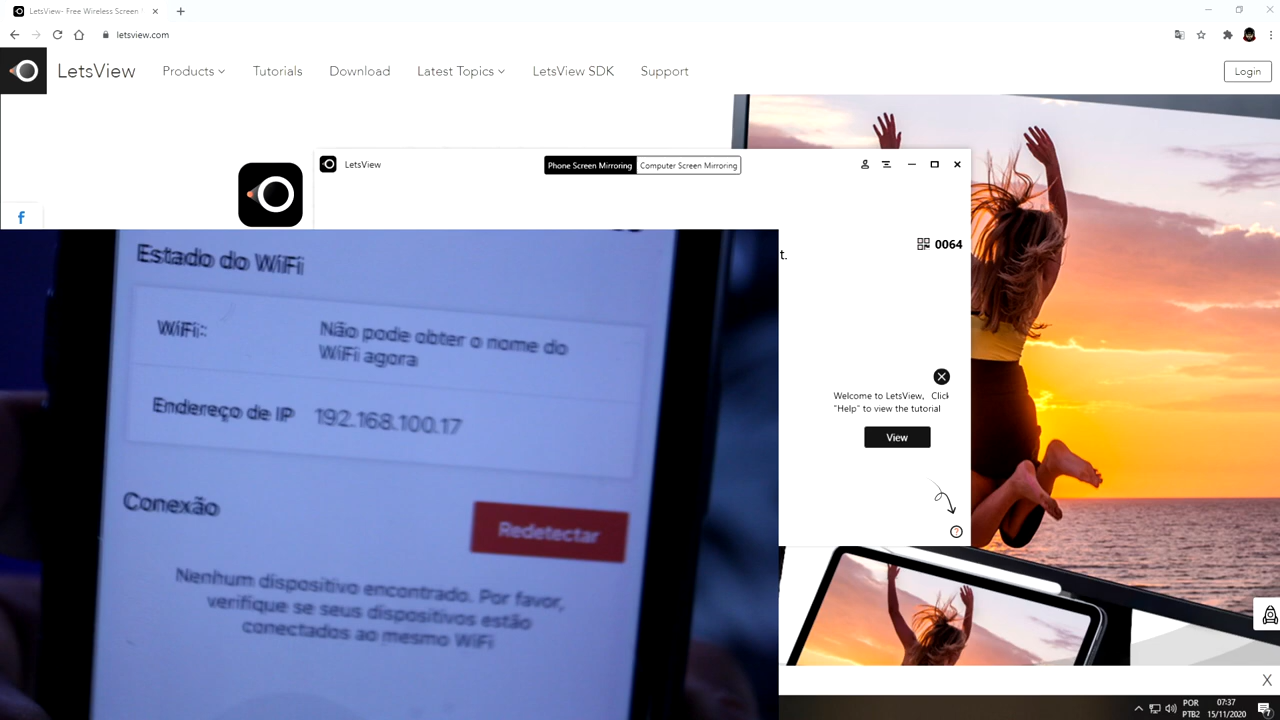 LetsView- Free Wireless Screen
letsview.com
LetsView
Products
Tutorials
Download
Latest Topics
LetsView SDK
Support
Login
LetsView
Phone Screen Mirroring
Computer Screen Mirroring
0064
t.
Estado do WiFi
WiFi:
Não pode obter o nome do
WiFi agora
Endereço de IP
192.168.100.17
Conexão
Redetectar
Nenhum dispositivo encontrado. Por favor,
verifique se seus dispositivos estão
conectados ao mesmo WiFi
Welcome to LetsView, Click
"Help" to view the tutorial
View
?
POR
PTB2
07:37
15/11/2020